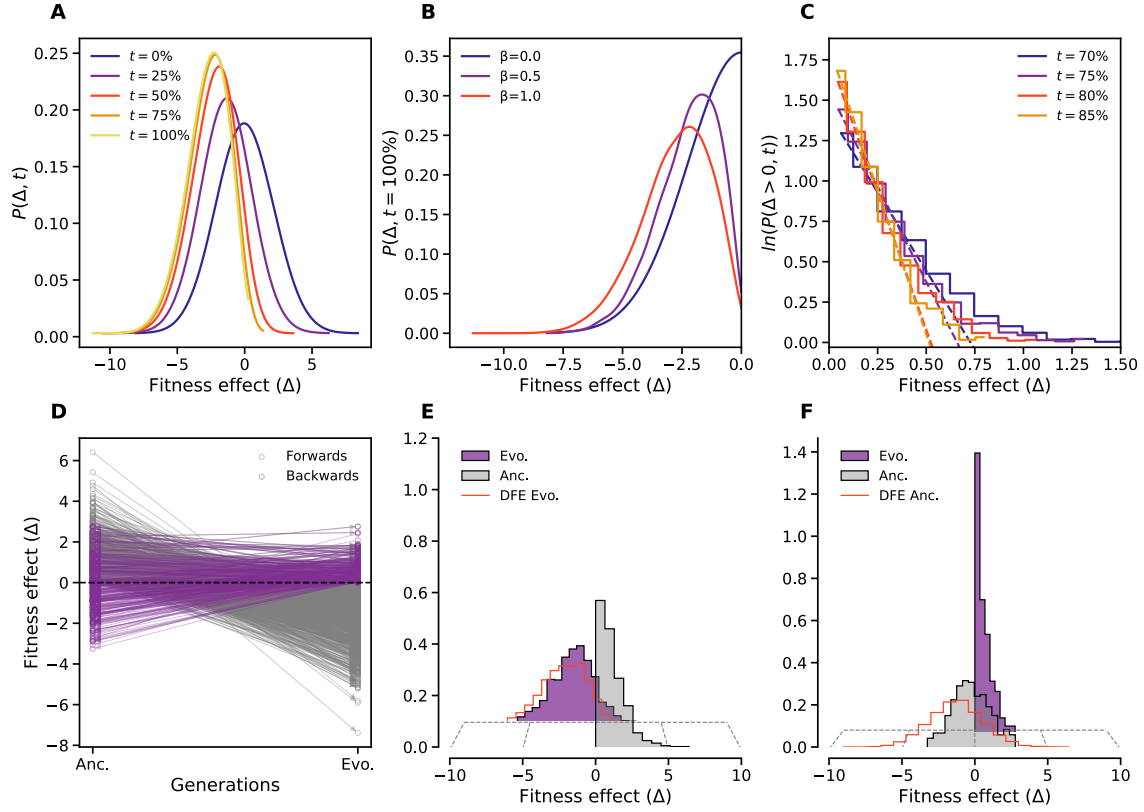 A
t = 0%
t = 25%
t = 50%
t = 75%
t = 100%
0.25
0.20
0.15
0.10
0.05
0.00
P(Δ, t)
−10
−5
0
5
Fitness effect (Δ)
B
β=0.0
β=0.5
β=1.0
0.35
0.30
0.25
0.20
0.15
0.10
0.05
0.00
P(Δ, t = 100%)
−10.0
−7.5
−5.0
−2.5
0.0
Fitness effect (Δ)
C
t = 70%
t = 75%
t = 80%
t = 85%
1.75
1.50
1.25
1.00
0.75
0.50
0.25
0.00
ln(P(Δ > 0, t))
0.00
0.25
0.50
0.75
1.00
1.25
1.50
Fitness effect (Δ)
D
Forwards
Backwards
6
4
2
0
−2
−4
−6
−8
Fitness effect (Δ)
Anc.
Evo.
Generations
E
Evo.
Anc.
DFE Evo.
1.2
1.0
0.8
0.6
0.4
0.2
0.0
−10
−5
0
5
10
Fitness effect (Δ)
F
Evo.
Anc.
DFE Anc.
1.4
1.2
1.0
0.8
0.6
0.4
0.2
0.0
−10
−5
0
5
10
Fitness effect (Δ)